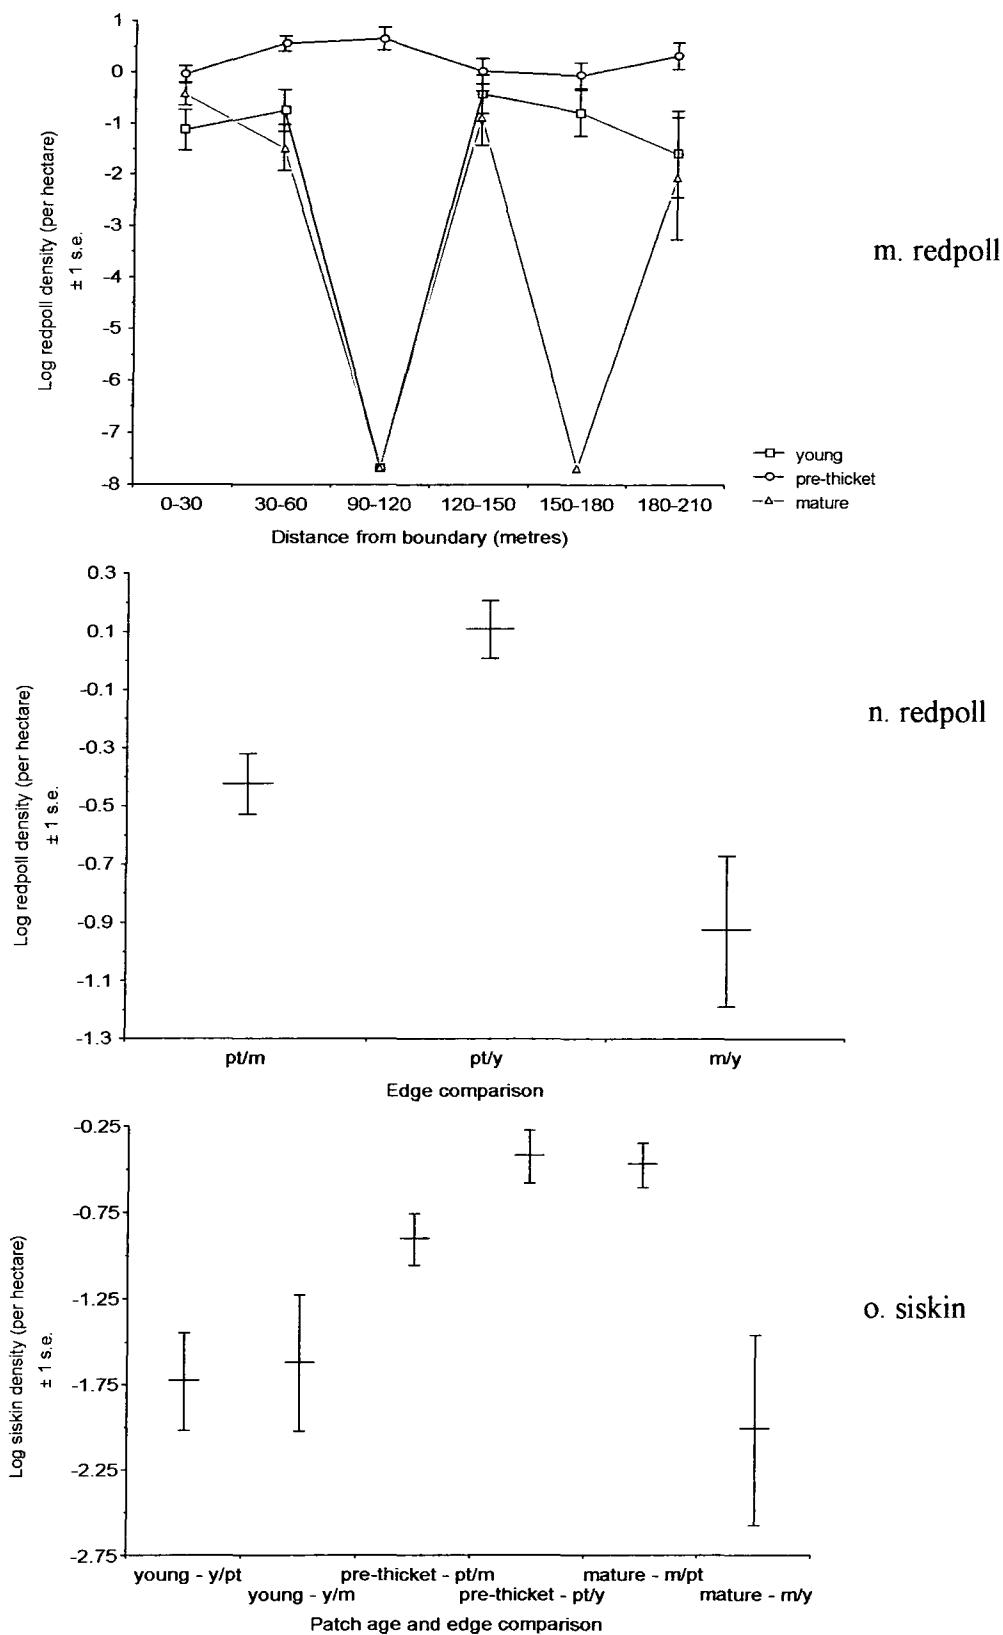 1
0
-1
-2
-3
-4
-5
-6
-7
-8
Log redpoll density (per hectare)
± 1 s.e.
0-30 30-60 90-120 120-150 150-180 180-210
Distance from boundary (metres)
young
pre-thicket
mature
m. redpoll
0.3
0.1
-0.1
-0.3
-0.5
-0.7
-0.9
-1.1
-1.3
Log redpoll density (per hectare)
± 1 s.e.
pt/m pt/y m/y
Edge comparison
n. redpoll
-0.25
-0.75
-1.25
-1.75
-2.25
-2.75
Log siskin density (per hectare)
± 1 s.e.
young - y/pt pre-thicket - pt/m mature - m/pt
young - y/m pre-thicket - pt/y mature - m/y
Patch age and edge comparison
o. siskin